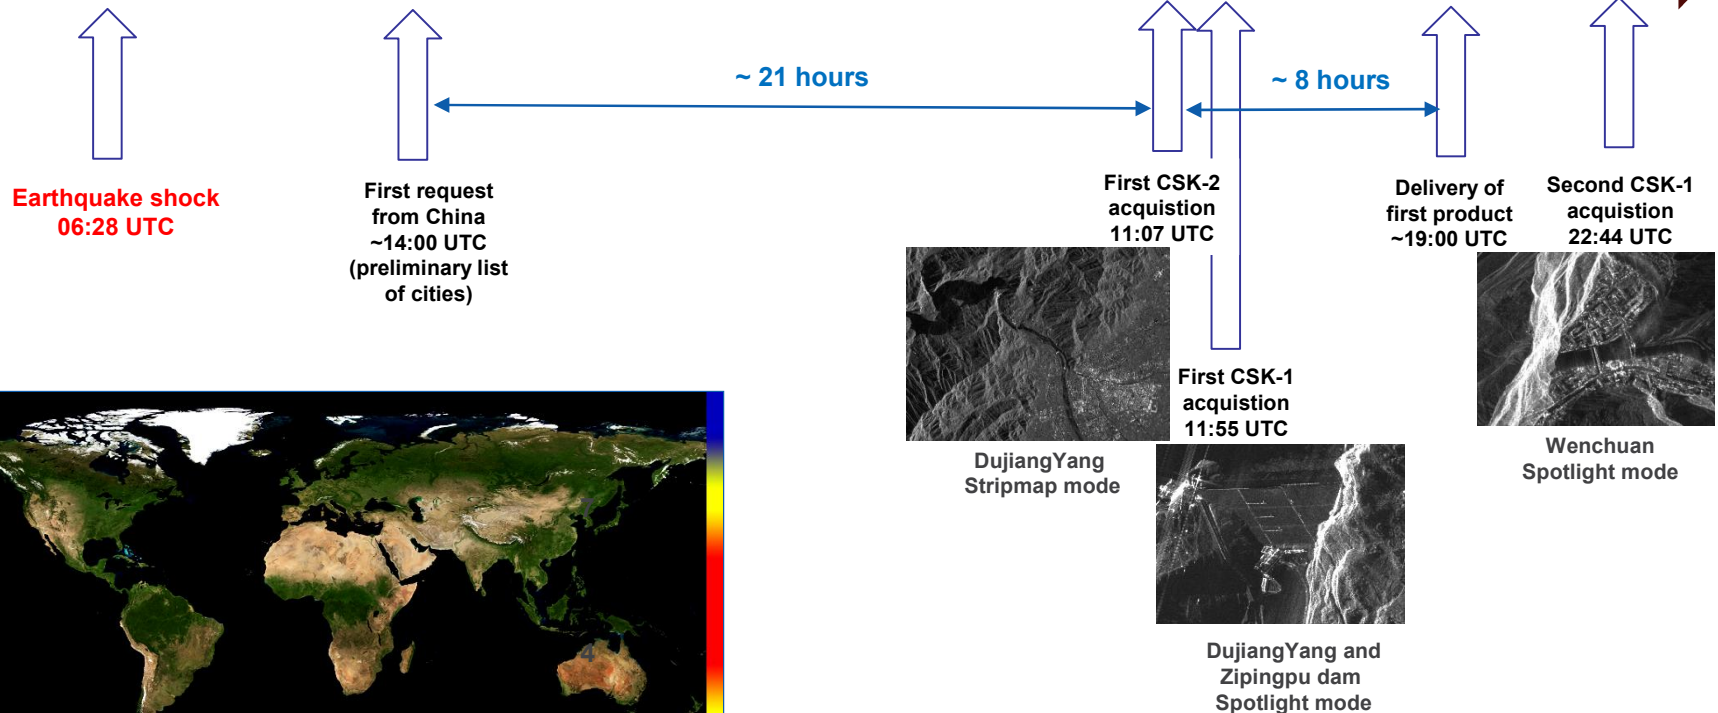 ~ 21 hours
~ 8 hours
Earthquake shock
06:28 UTC
First request
from China
~14:00 UTC
(preliminary list
of cities)
First CSK-2
acquistion
11:07 UTC
Delivery of
first product
~19:00 UTC
Second CSK-1
acquistion
22:44 UTC
First CSK-1
acquistion
11:55 UTC
DujiangYang
Stripmap mode
Wenchuan
Spotlight mode
DujiangYang and
Zipingpu dam
Spotlight mode
7
4